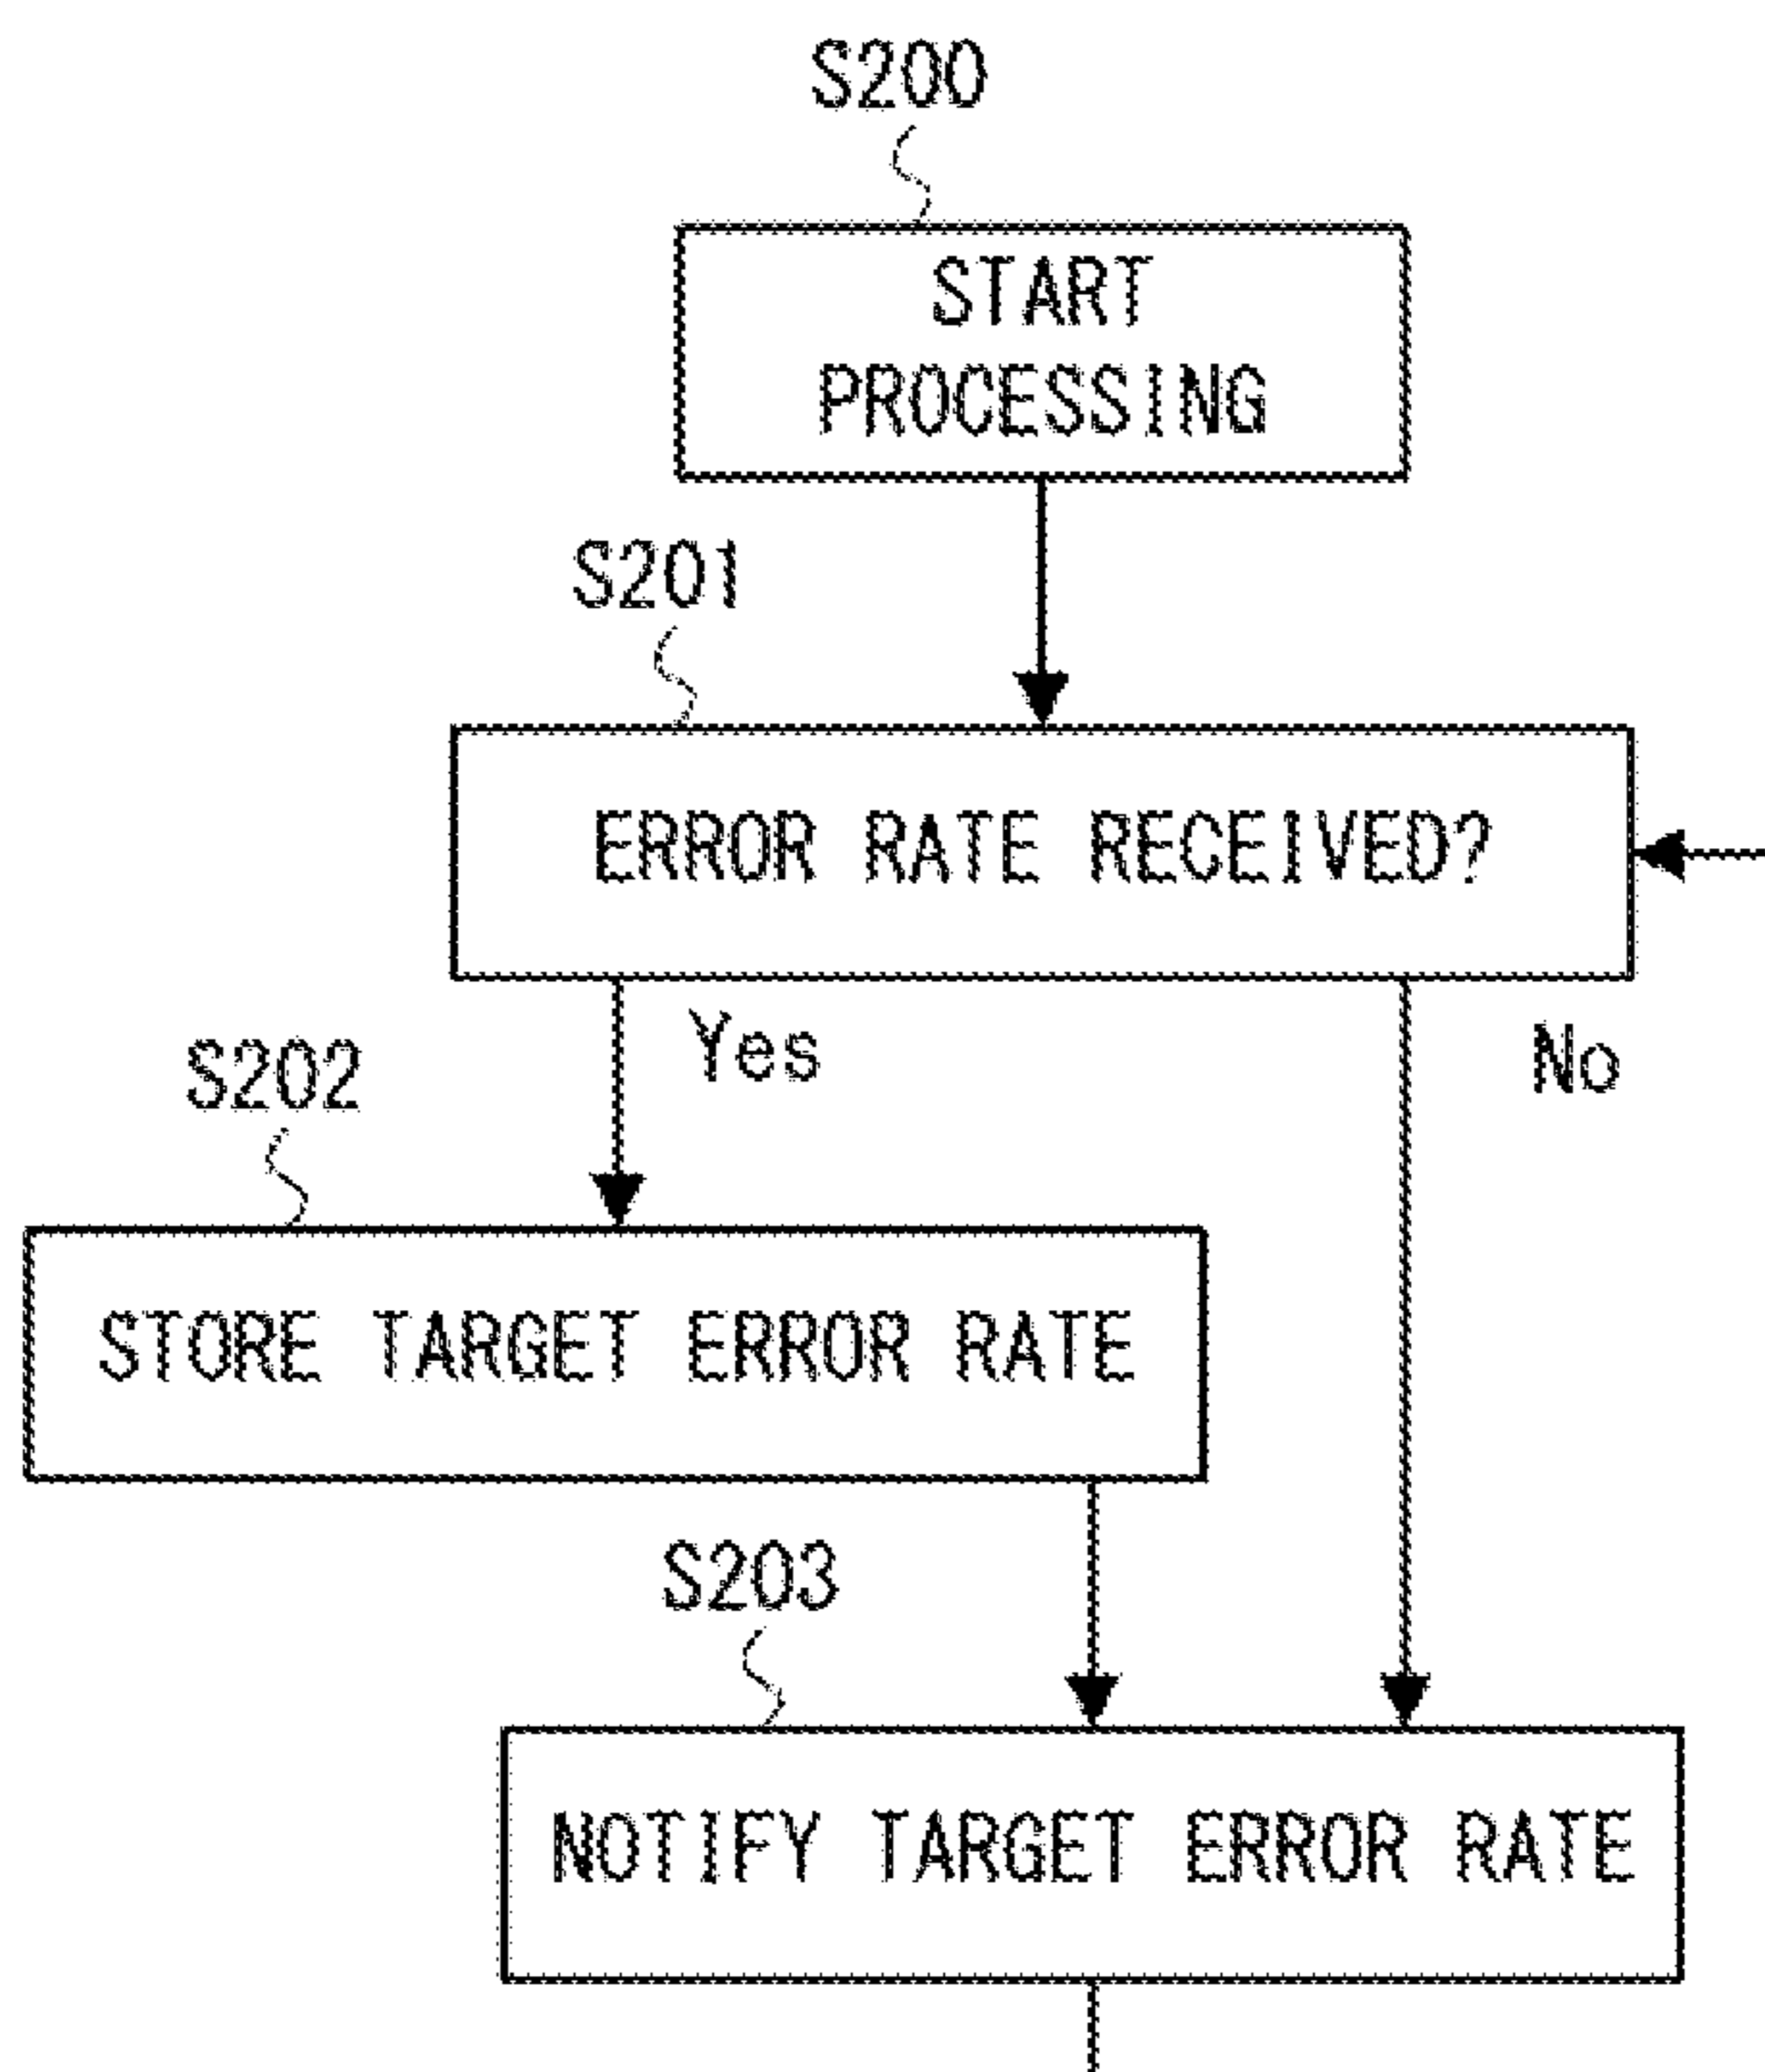 S200
START
PROCESSING
S201
ERROR RATE RECEIVED?
Yes
No
S202
STORE TARGET ERROR RATE
S203
NOTIFY TARGET ERROR RATE